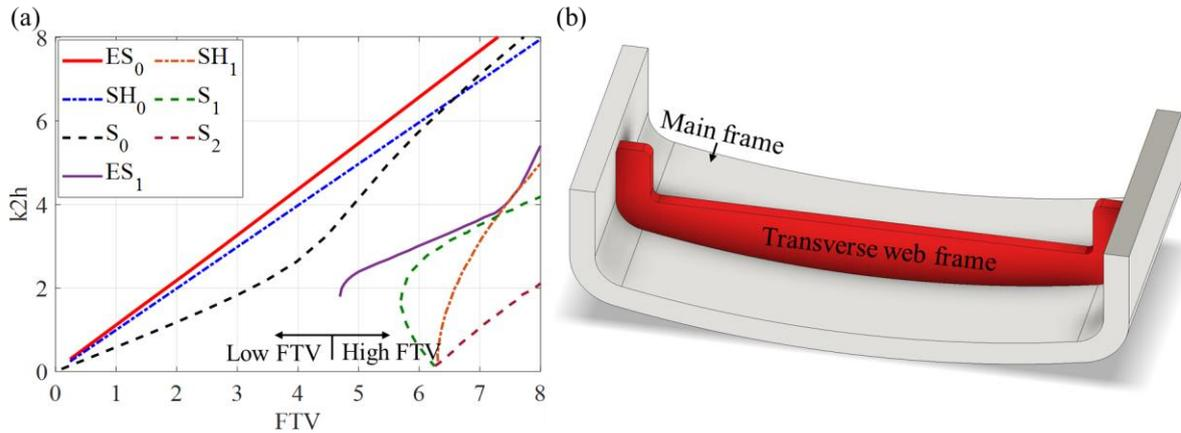 (a)
8
6
4
2
0
k2h
ES0
SH0
S0
ES1
SH1
S1
S2
Low FTV
High FTV
0 1 2 3 4 5 6 7 8
FTV
(b)
Main frame
Transverse web frame